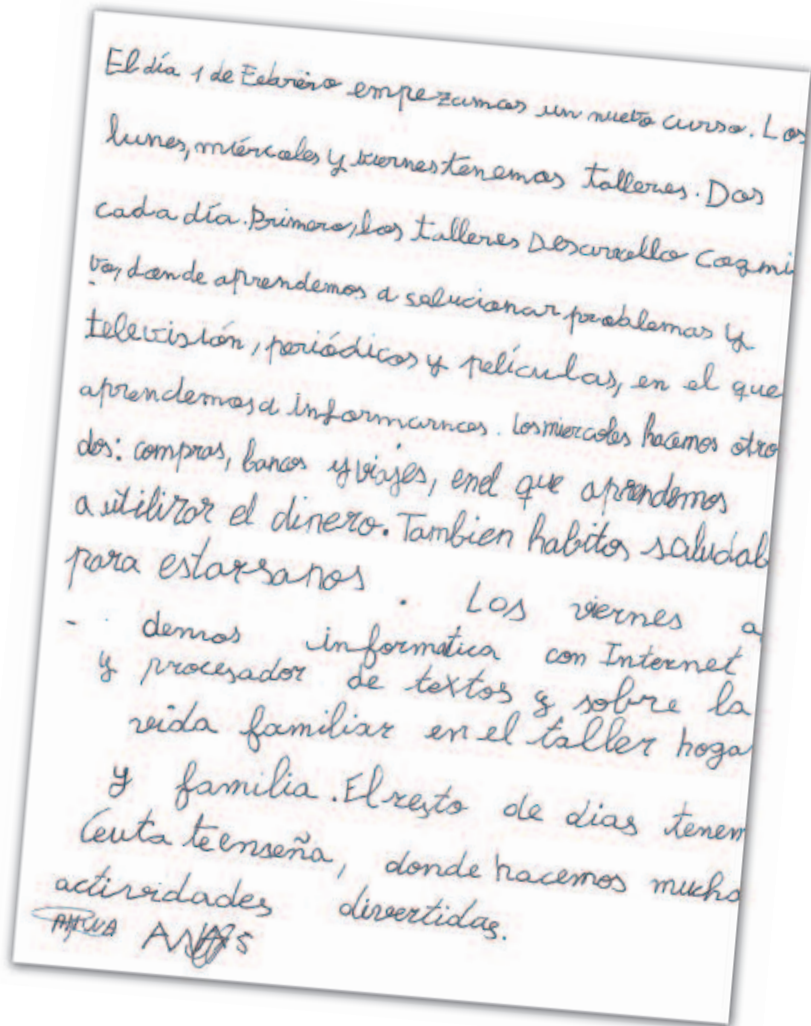 El día 1 de Febrero empezamos un nuevo curso. Los
lunes, miércoles y viernes tenemos talleres. Dos
cada día. Primero, los talleres Desarrollo Cogniti
vo, donde aprendemos a solucionar problemas y
televisión, periódicos y películas, en el que
aprendemos a informarnos. Los miercoles hacemos otro
dos: compras, bancos y viajes, en el que aprendemos
a utilizar el dinero. Tambien habitos saludab
para estar sanos. Los viernes a
demos informática con Internet
y procesador de textos y sobre la
vida familiar en el taller hoga
y familia. El resto de dias tenem
Ceuta te enseña, donde hacemos mucha
actividades divertidas.